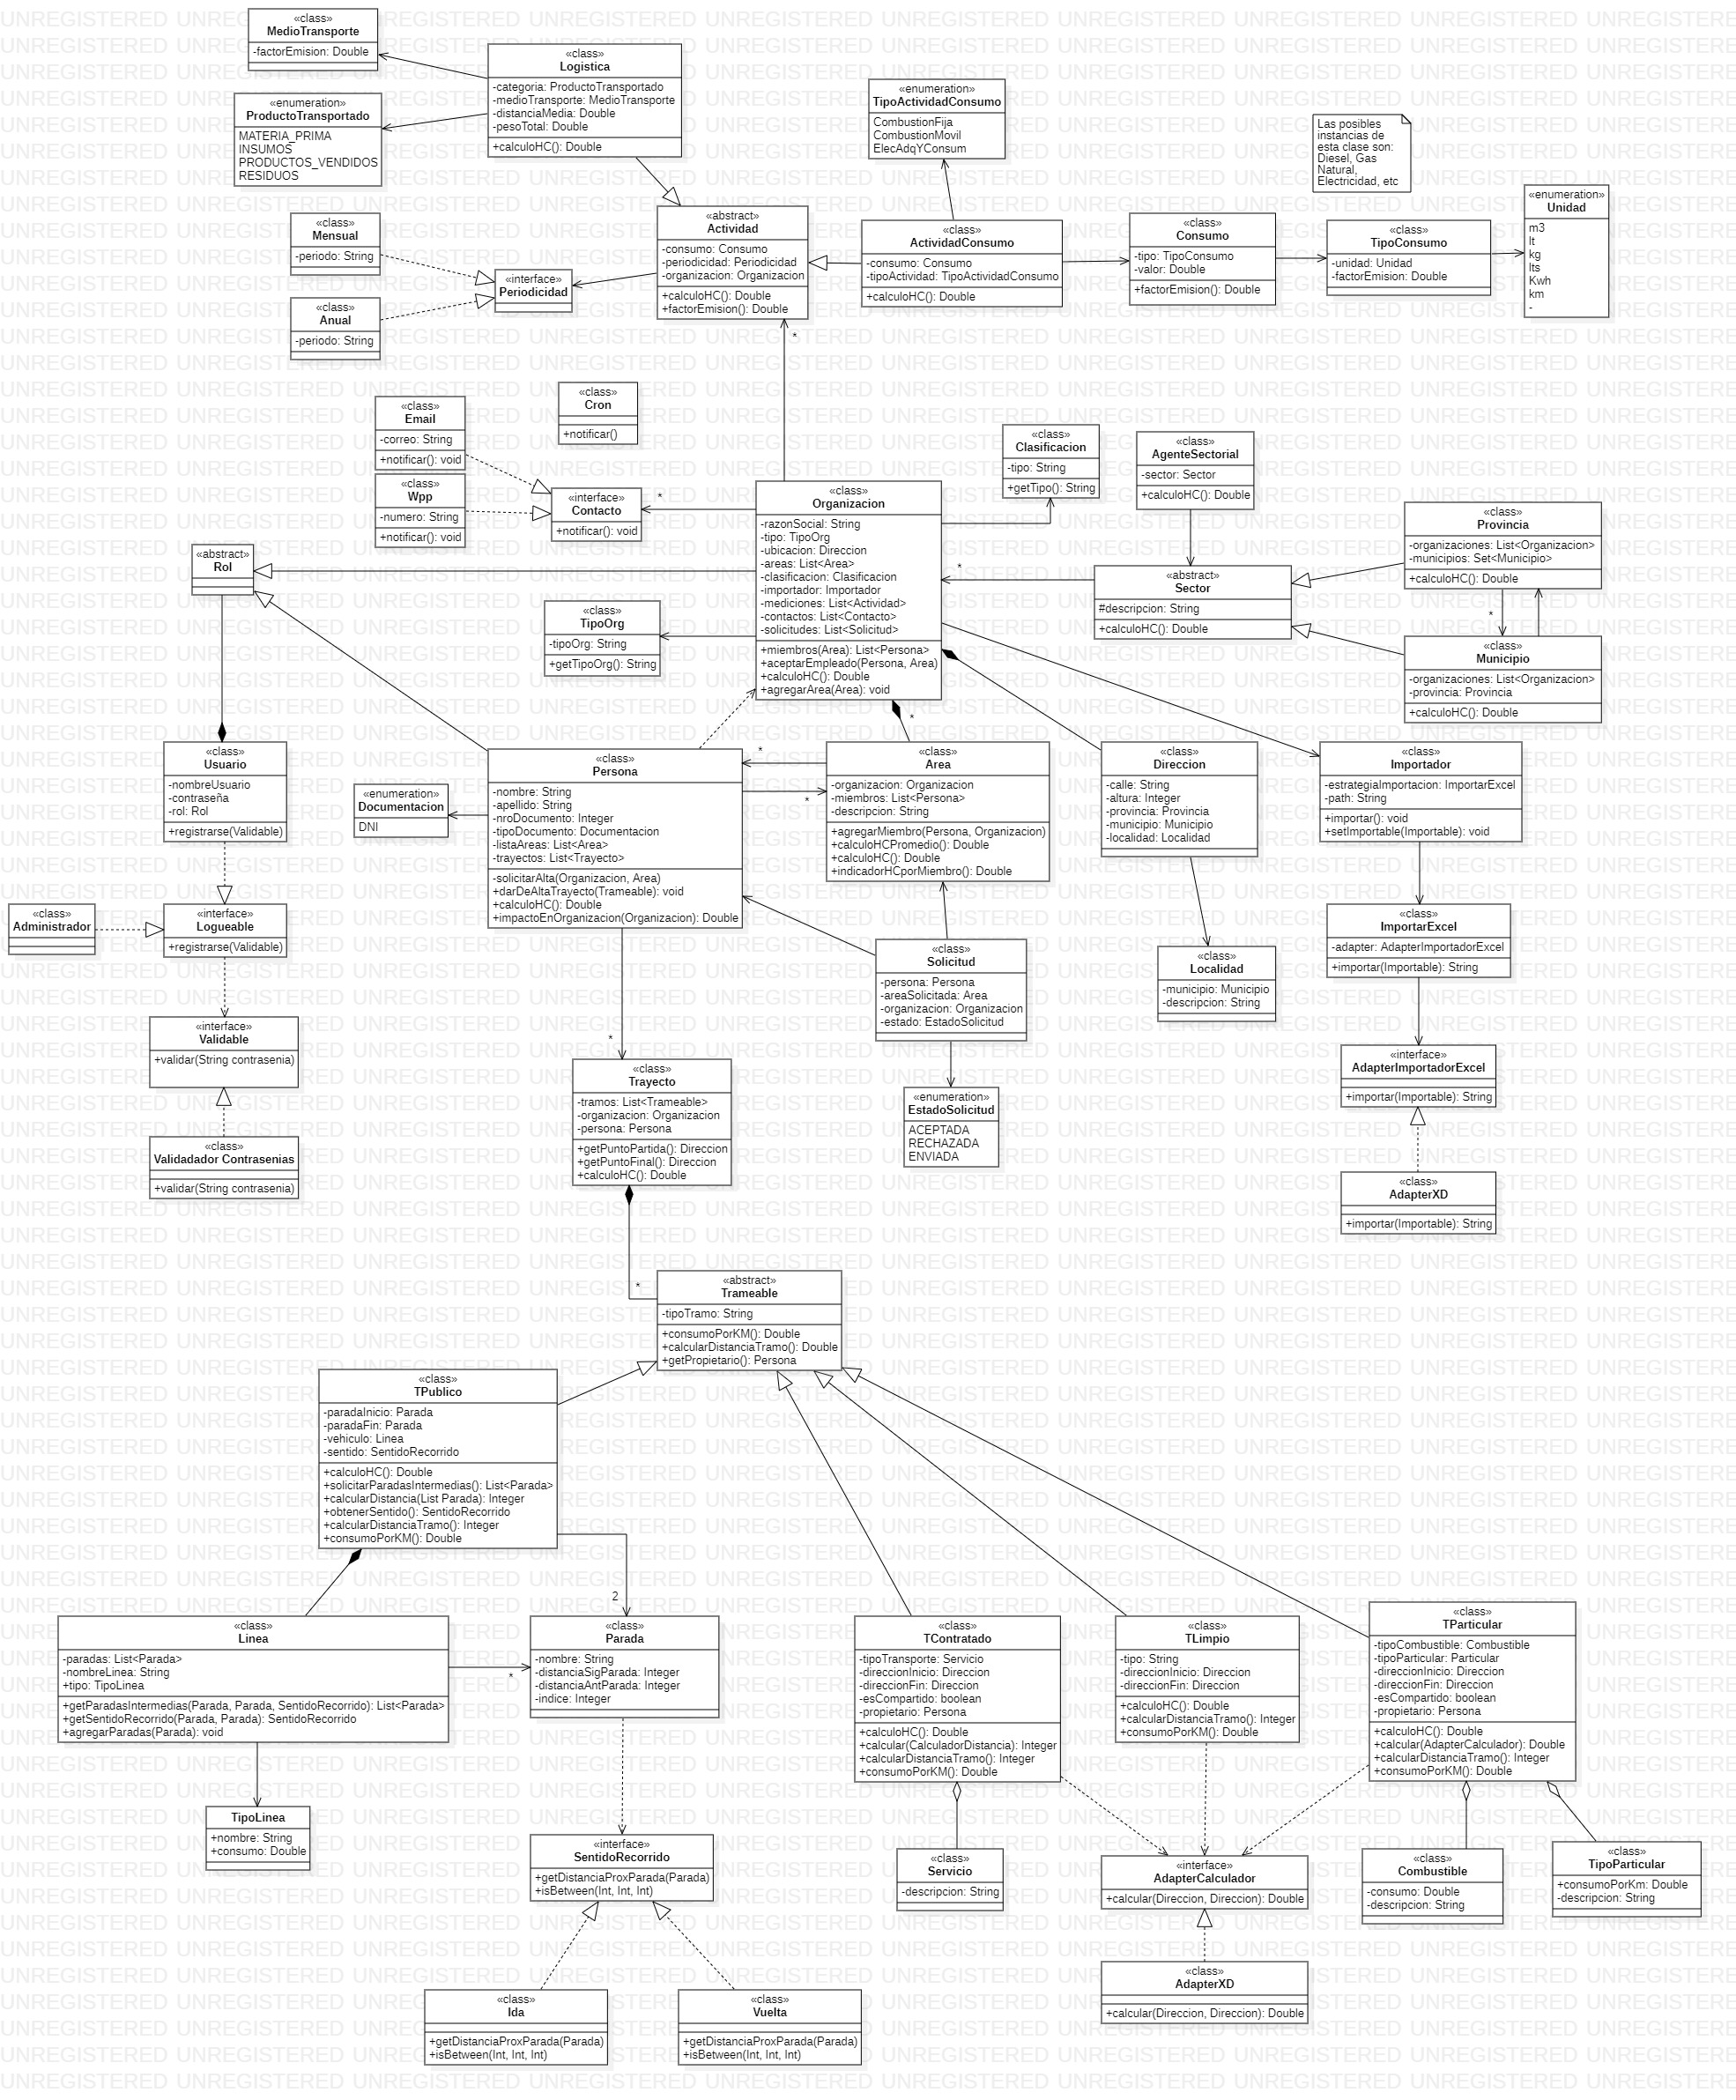 «class»
MedioTransporte
-factorEmision: Double
«class»
Logistica
-categoria: ProductoTransportado
-medioTransporte: MedioTransporte
-distanciaMedia: Double
-pesoTotal: Double
+calculoHC(): Double
«enumeration»
ProductoTransportado
MATERIA_PRIMA
INSUMOS
PRODUCTOS_VENDIDOS
RESIDUOS
«enumeration»
TipoActividadConsumo
CombustionFija
CombustionMovil
ElecAdqYConsum
Las posibles
instancias de
esta clase son:
Diesel, Gas
Natural,
Electricidad, etc
«enumeration»
Unidad
m3
lt
kg
lts
Kwh
km
-
«class»
Mensual
-periodo: String
«class»
Anual
-periodo: String
«interface»
Periodicidad
«abstract»
Actividad
-consumo: Consumo
-periodicidad: Periodicidad
-organizacion: Organizacion
+calculoHC(): Double
+factorEmision(): Double
*
«class»
ActividadConsumo
-consumo: Consumo
-tipoActividad: TipoActividadConsumo
+calculoHC(): Double
«class»
Consumo
-tipo: TipoConsumo
-valor: Double
+factorEmision(): Double
«class»
TipoConsumo
-unidad: Unidad
-factorEmision: Double
«class»
Cron
+notificar()
«class»
Email
-correo: String
+notificar(): void
«class»
Wpp
-numero: String
+notificar(): void
«interface»
Contacto
+notificar(): void
*
«class»
Organizacion
-razonSocial: String
-tipo: TipoOrg
-ubicacion: Direccion
-areas: List<Area>
-clasificacion: Clasificacion
-importador: Importador
-mediciones: List<Actividad>
-contactos: List<Contacto>
-solicitudes: List<Solicitud>
+miembros(Area): List<Persona>
+aceptarEmpleado(Persona, Area)
+calculoHC(): Double
+agregarArea(Area): void
«class»
Clasificacion
-tipo: String
+getTipo(): String
«class»
AgenteSectorial
-sector: Sector
+calculoHC(): Double
*
«abstract»
Sector
#descripcion: String
+calculoHC(): Double
«class»
Provincia
-organizaciones: List<Organizacion>
-municipios: Set<Municipio>
+calculoHC(): Double
*
«class»
Municipio
-organizaciones: List<Organizacion>
-provincia: Provincia
+calculoHC(): Double
«abstract»
Rol
«class»
TipoOrg
-tipoOrg: String
+getTipoOrg(): String
«class»
Usuario
-nombreUsuario
-contraseña
-rol: Rol
+registrarse(Validable)
«enumeration»
Documentacion
DNI
«class»
Persona
-nombre: String
-apellido: String
-nroDocumento: Integer
-tipoDocumento: Documentacion
-listaAreas: List<Area>
-trayectos: List<Trayecto>
-solicitarAlta(Organizacion, Area)
+darDeAltaTrayecto(Trameable): void
+calculoHC(): Double
+impactoEnOrganizacion(Organizacion): Double
*
*
*
«class»
Area
-organizacion: Organizacion
-miembros: List<Persona>
-descripcion: String
+agregarMiembro(Persona, Organizacion)
+calculoHCPromedio(): Double
+calculoHC(): Double
+indicadorHCporMiembro(): Double
«class»
Direccion
-calle: String
-altura: Integer
-provincia: Provincia
-municipio: Municipio
-localidad: Localidad
«class»
Importador
-estrategiaImportacion: ImportarExcel
-path: String
+importar(): void
+setImportable(Importable): void
«class»
Administrador
«interface»
Logueable
+registrarse(Validable)
«class»
ImportarExcel
-adapter: AdapterImportadorExcel
+importar(Importable): String
«class»
Solicitud
-persona: Persona
-areaSolicitada: Area
-organizacion: Organizacion
-estado: EstadoSolicitud
«class»
Localidad
-municipio: Municipio
-descripcion: String
«interface»
Validable
+validar(String contrasenia)
*
«class»
Trayecto
-tramos: List<Trameable>
-organizacion: Organizacion
-persona: Persona
+getPuntoPartida(): Direccion
+getPuntoFinal(): Direccion
+calculoHC(): Double
«enumeration»
EstadoSolicitud
ACEPTADA
RECHAZADA
ENVIADA
«interface»
AdapterImportadorExcel
+importar(Importable): String
«class»
Validadador Contrasenias
+validar(String contrasenia)
«class»
AdapterXD
+importar(Importable): String
*
«abstract»
Trameable
-tipoTramo: String
+consumoPorKM(): Double
+calcularDistanciaTramo(): Double
+getPropietario(): Persona
«class»
TPublico
-paradaInicio: Parada
-paradaFin: Parada
-vehiculo: Linea
-sentido: SentidoRecorrido
+calculoHC(): Double
+solicitarParadasIntermedias(): List<Parada>
+calcularDistancia(List Parada): Integer
+obtenerSentido(): SentidoRecorrido
+calcularDistanciaTramo(): Integer
+consumoPorKM(): Double
2
«class»
Linea
-paradas: List<Parada>
-nombreLinea: String
+tipo: TipoLinea
+getParadasIntermedias(Parada, Parada, SentidoRecorrido): List<Parada>
+getSentidoRecorrido(Parada, Parada): SentidoRecorrido
+agregarParadas(Parada): void
*
«class»
Parada
-nombre: String
-distanciaSigParada: Integer
-distanciaAntParada: Integer
-indice: Integer
«class»
TContratado
-tipoTransporte: Servicio
-direccionInicio: Direccion
-direccionFin: Direccion
-esCompartido: boolean
-propietario: Persona
+calculoHC(): Double
+calcular(CalculadorDistancia): Integer
+calcularDistanciaTramo(): Integer
+consumoPorKM(): Double
«class»
TLimpio
-tipo: String
-direccionInicio: Direccion
-direccionFin: Direccion
+calculoHC(): Double
+calcularDistanciaTramo(): Integer
+consumoPorKM(): Double
«class»
TParticular
-tipoCombustible: Combustible
-tipoParticular: Particular
-direccionInicio: Direccion
-direccionFin: Direccion
-esCompartido: boolean
-propietario: Persona
+calculoHC(): Double
+calcular(AdapterCalculador): Double
+calcularDistanciaTramo(): Integer
+consumoPorKM(): Double
TipoLinea
+nombre: String
+consumo: Double
«interface»
SentidoRecorrido
+getDistanciaProxParada(Parada)
+isBetween(Int, Int, Int)
«class»
Servicio
-descripcion: String
«interface»
AdapterCalculador
+calcular(Direccion, Direccion): Double
«class»
Combustible
-consumo: Double
-descripcion: String
«class»
TipoParticular
+consumoPorKm: Double
-descripcion: String
«class»
Ida
+getDistanciaProxParada(Parada)
+isBetween(Int, Int, Int)
«class»
Vuelta
+getDistanciaProxParada(Parada)
+isBetween(Int, Int, Int)
«class»
AdapterXD
+calcular(Direccion, Direccion): Double